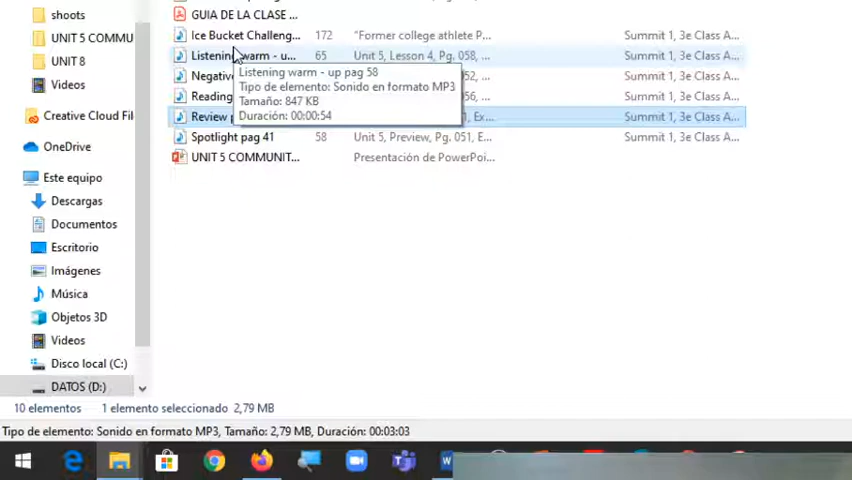 shoots
UNIT 5 COMMU
UNIT 8
Videos
Creative Cloud File
OneDrive
Este equipo
Descargas
Documentos
Escritorio
Imágenes
Música
Objetos 3D
Videos
Disco local (C:)
DATOS (D:)
GUIA DE LA CLASE ...
Ice Bucket Challeng... 172 "Former college athlete P... Summit 1, 3e Class A...
Listening warm - u... 65 Unit 5, Lesson 4, Pg. 058, ... Summit 1, 3e Class A...
Negative 052, ... Summit 1, 3e Class A...
Reading Summit 1, 3e Class A...
Review p 1, Ex... Summit 1, 3e Class A...
Spotlight pag 41 58 Unit 5, Preview, Pg. 051, E... Summit 1, 3e Class A...
UNIT 5 COMMUNIT... Presentación de PowerPoi...
Listening warm - up pag 58
Tipo de elemento: Sonido en formato MP3
Tamaño: 847 KB
Duración: 00:00:54
10 elementos 1 elemento seleccionado 2,79 MB
Tipo de elemento: Sonido en formato MP3, Tamaño: 2,79 MB, Duración: 00:03:03